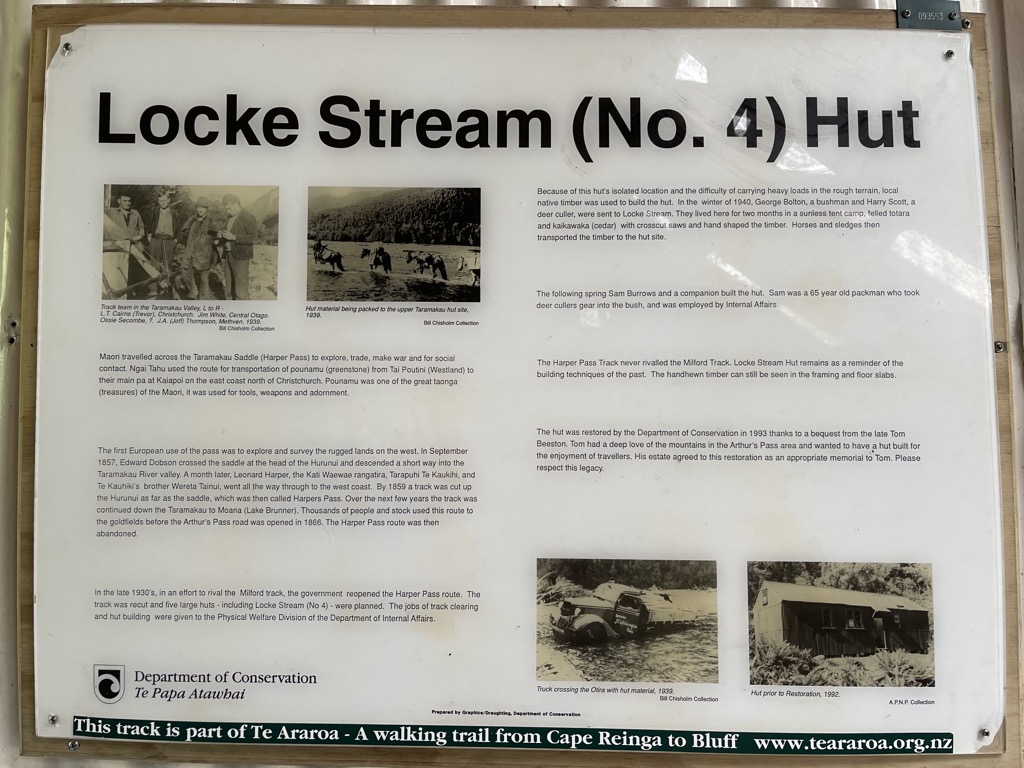 093553
Locke Stream (No. 4) Hut
Track team in the Taramakau Valley, L to R -
L.T. Cairns (Trevor), Christchurch. Jim White, Central Otago.
Ossie Secombe, ?. J.A. (Joff) Thompson, Methven. 1939.
Bill Chisholm Collection
Hut material being packed to the upper Taramakau hut site,
1939.
Bill Chisholm Collection
Maori travelled across the Taramakau Saddle (Harper Pass) to explore, trade, make war and for social
contact. Ngai Tahu used the route for transportation of pounamu (greenstone) from Tai Poutini (Westland) to
their main pa at Kaiapoi on the east coast north of Christchurch. Pounamu was one of the great taonga
(treasures) of the Maori, it was used for tools, weapons and adornment.
The first European use of the pass was to explore and survey the rugged lands on the west. In September
1857, Edward Dobson crossed the saddle at the head of the Hurunui and descended a short way into the
Taramakau River valley. A month later, Leonard Harper, the Kati Waewae rangatira, Tarapuhi Te Kaukihi, and
Te Kauhiki's brother Wereta Tainui, went all the way through to the west coast. By 1859 a track was cut up
the Hurunui as far as the saddle, which was then called Harpers Pass. Over the next few years the track was
continued down the Taramakau to Moana (Lake Brunner). Thousands of people and stock used this route to
the goldfields before the Arthur's Pass road was opened in 1866. The Harper Pass route was then
abandoned.
In the late 1930's, in an effort to rival the Milford track, the government reopened the Harper Pass route. The
track was recut and five large huts - including Locke Stream (No 4) - were planned. The jobs of track clearing
and hut building were given to the Physical Welfare Division of the Department of Internal Affairs.
Because of this hut's isolated location and the difficulty of carrying heavy loads in the rough terrain, local
native timber was used to build the hut. In the winter of 1940, George Bolton, a bushman and Harry Scott, a
deer culler, were sent to Locke Stream. They lived here for two months in a sunless tent camp, felled totara
and kaikawaka (cedar) with crosscut saws and hand shaped the timber. Horses and sledges then
transported the timber to the hut site.
The following spring Sam Burrows and a companion built the hut. Sam was a 65 year old packman who took
deer cullers gear into the bush, and was employed by Internal Affairs
The Harper Pass Track never rivalled the Milford Track. Locke Stream Hut remains as a reminder of the
building techniques of the past. The handhewn timber can still be seen in the framing and floor slabs.
The hut was restored by the Department of Conservation in 1993 thanks to a bequest from the late Tom
Beeston. Tom had a deep love of the mountains in the Arthur's Pass area and wanted to have a hut built for
the enjoyment of travellers. His estate agreed to this restoration as an appropriate memorial to Tom. Please
respect this legacy.
Truck crossing the Otira with hut material, 1939.
Bill Chisholm Collection
Hut prior to Restoration, 1992.
A.P.N.P. Collection
Department of Conservation
Te Papa Atawhai
Prepared by Graphics/Draughting, Department of Conservation
This track is part of Te Araroa - A walking trail from Cape Reinga to Bluff www.teararoa.org.nz